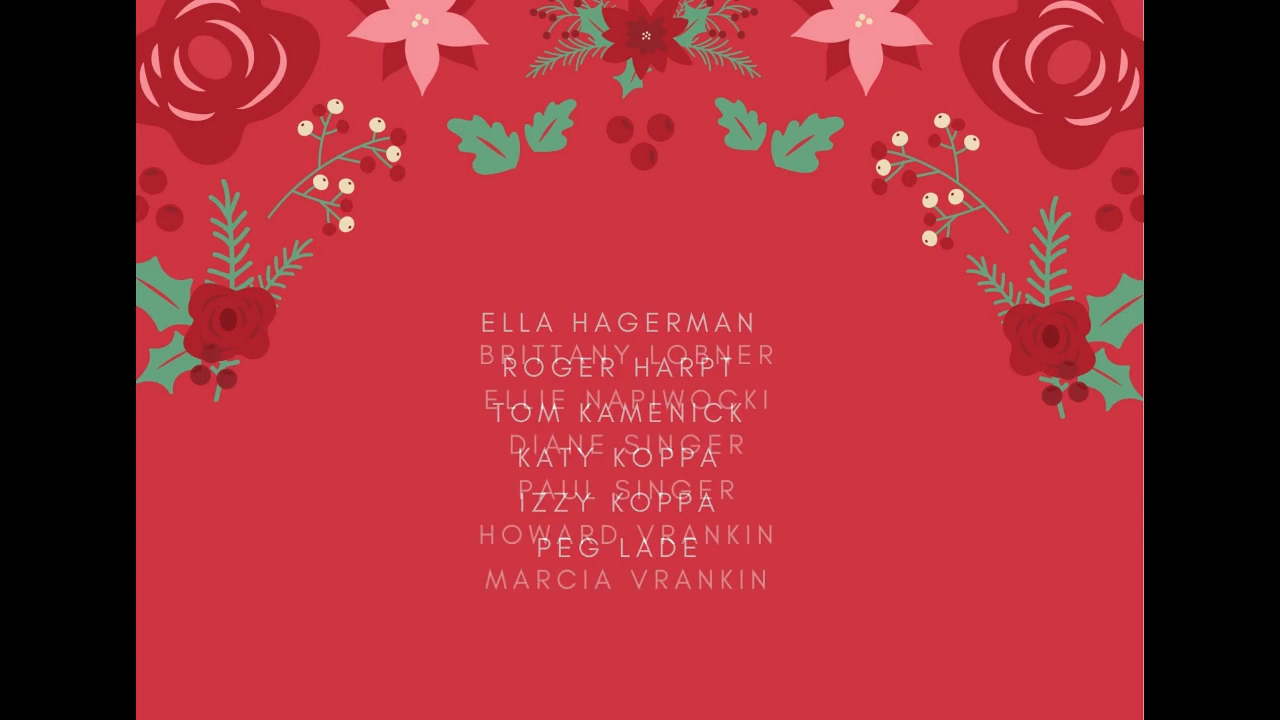 ELLA HAGERMAN
BRITTANY LOBNER
ROGER HARPT
ELLIE NAPIWOCKI
TOM KAMENICK
DIANE SINGER
KATY KOPPA
PAUL SINGER
IZZY KOPPA
HOWARD VRANKIN
PEG LADE
MARCIA VRANKIN